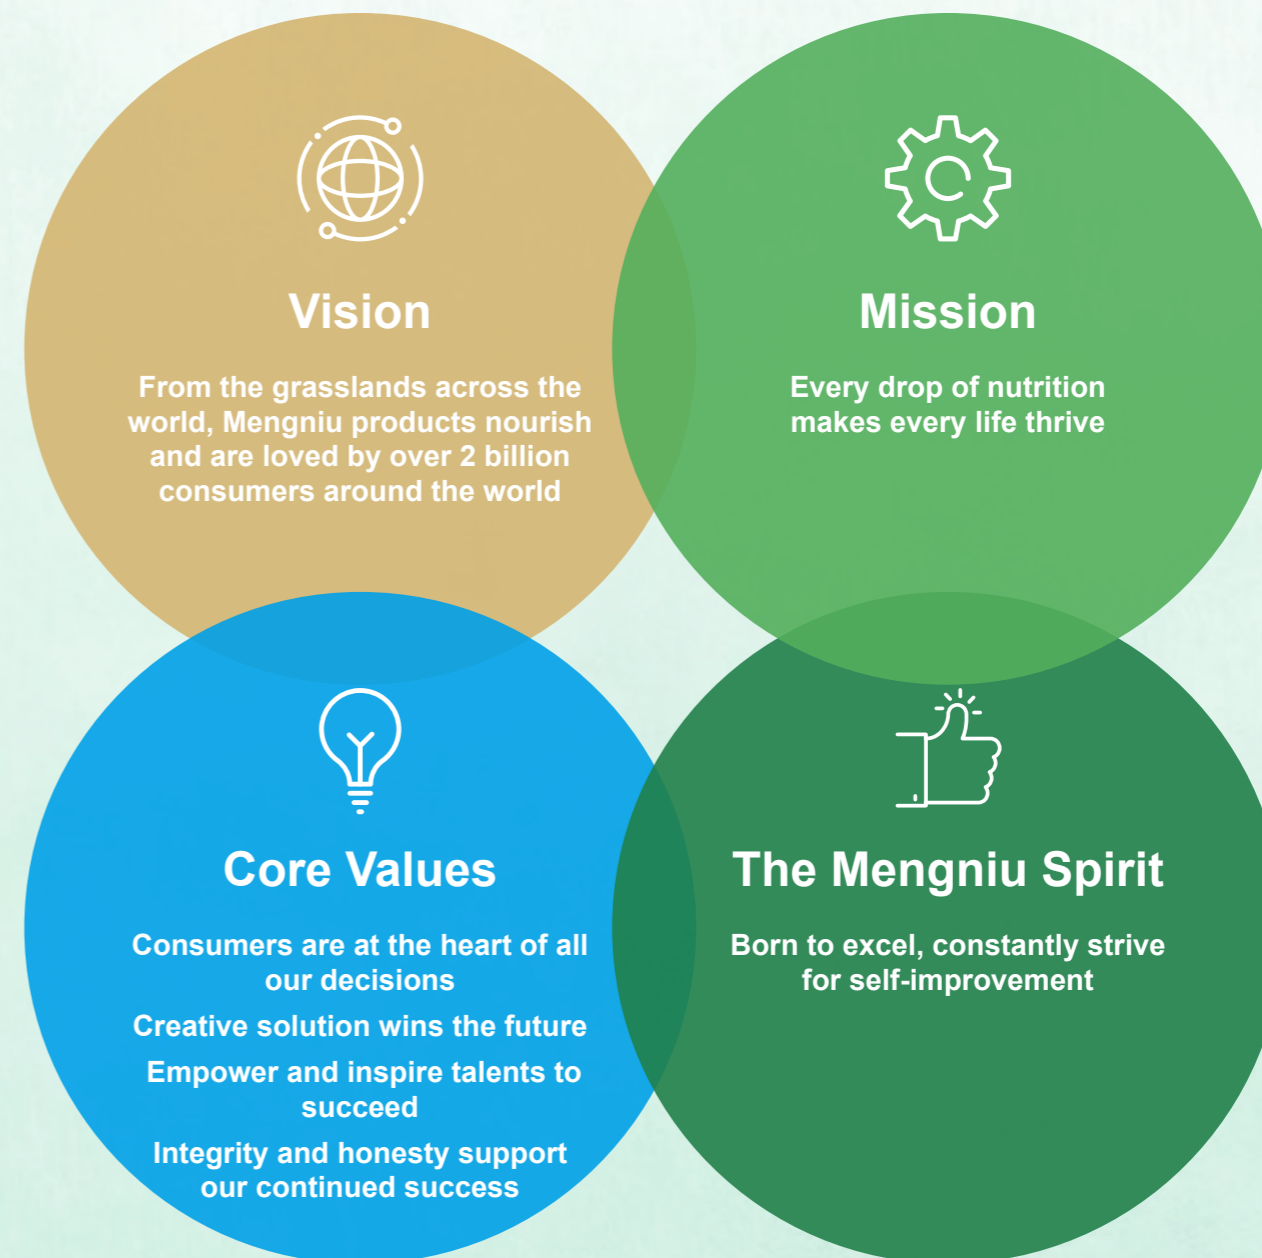 Vision
From the grasslands across the
world, Mengniu products nourish
and are loved by over 2 billion
consumers around the world
Mission
Every drop of nutrition
makes every life thrive
Core Values
Consumers are at the heart of all
our decisions
Creative solution wins the future
Empower and inspire talents to
succeed
Integrity and honesty support
our continued success
The Mengniu Spirit
Born to excel, constantly strive
for self-improvement